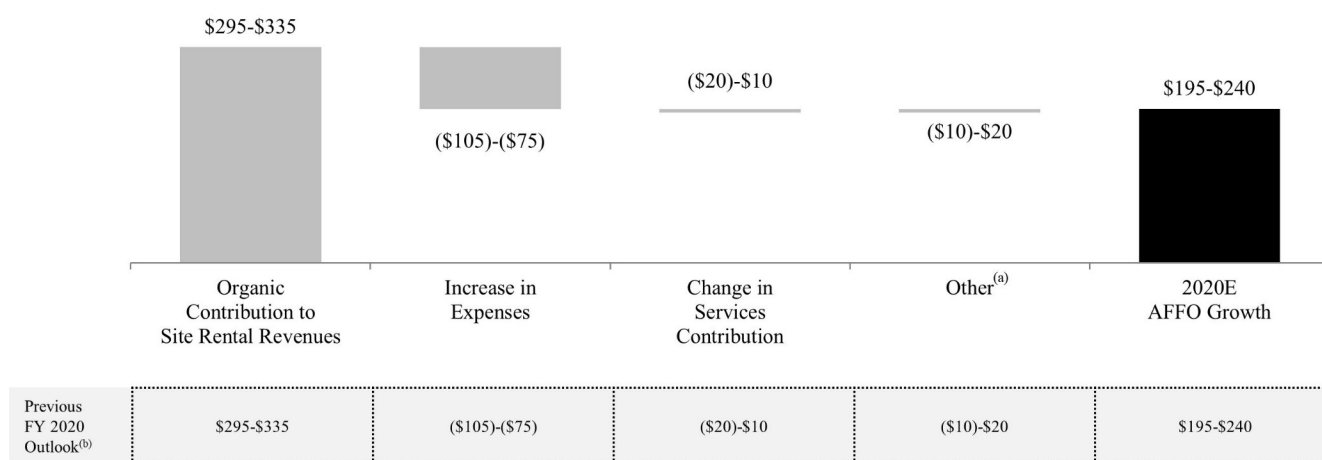 $295-$335
($105)-($75)
($20)-$10
($10)-$20
$195-$240
Organic
Contribution to
Site Rental Revenues
Increase in
Expenses
Change in
Services
Contribution
Other(a)
2020E
AFFO Growth
Previous
FY 2020
Outlook(b)
$295-$335
($105)-($75)
($20)-$10
($10)-$20
$195-$240